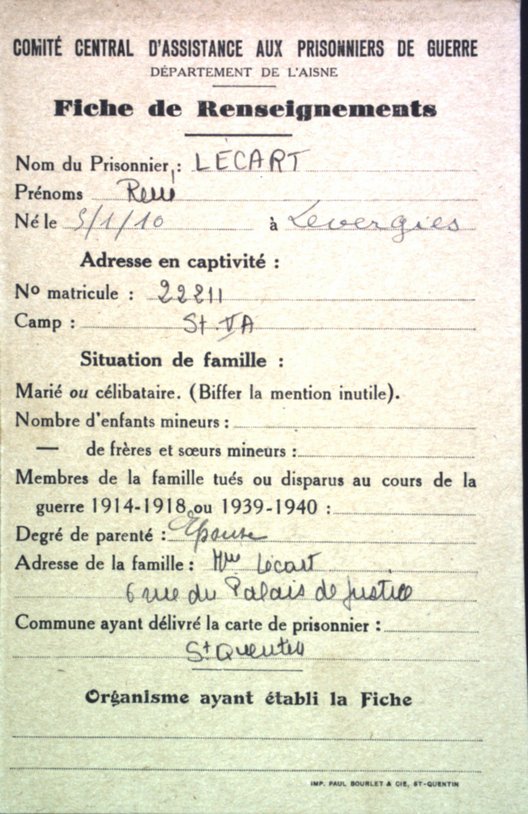 COMITÉ CENTRAL D'ASSISTANCE AUX PRISONNIERS DE GUERRE
DÉPARTEMENT DE L'AISNE
Fiche de Renseignements
Nom du Prisonnier : LÉCART
Prénoms René
Né le 5/1/10 à Levergies
Adresse en captivité :
No matricule : 22211
Camp : St. VA
Situation de famille :
Marié ou célibataire. (Biffer la mention inutile).
Nombre d'enfants mineurs :
— de frères et sœurs mineurs :
Membres de la famille tués ou disparus au cours de la
guerre 1914-1918 ou 1939-1940 :
Degré de parenté : Epouse
Adresse de la famille : Mme Lécart
6 rue du Palais de Justice
Commune ayant délivré la carte de prisonnier :
St Quentin
Organisme ayant établi la Fiche
IMP. PAUL BOURLET & CIE, ST-QUENTIN